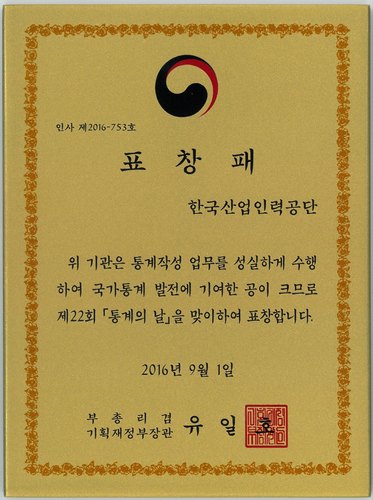 인사 제2016-753호
표창패
한국산업인력공단
위 기관은 통계작성 업무를 성실하게 수행
하여 국가통계 발전에 기여한 공이 크므로
제22회 「통계의 날」을 맞이하여 표창합니다.
2016년 9월 1일
부총리겸
기획재정부장관 유일호